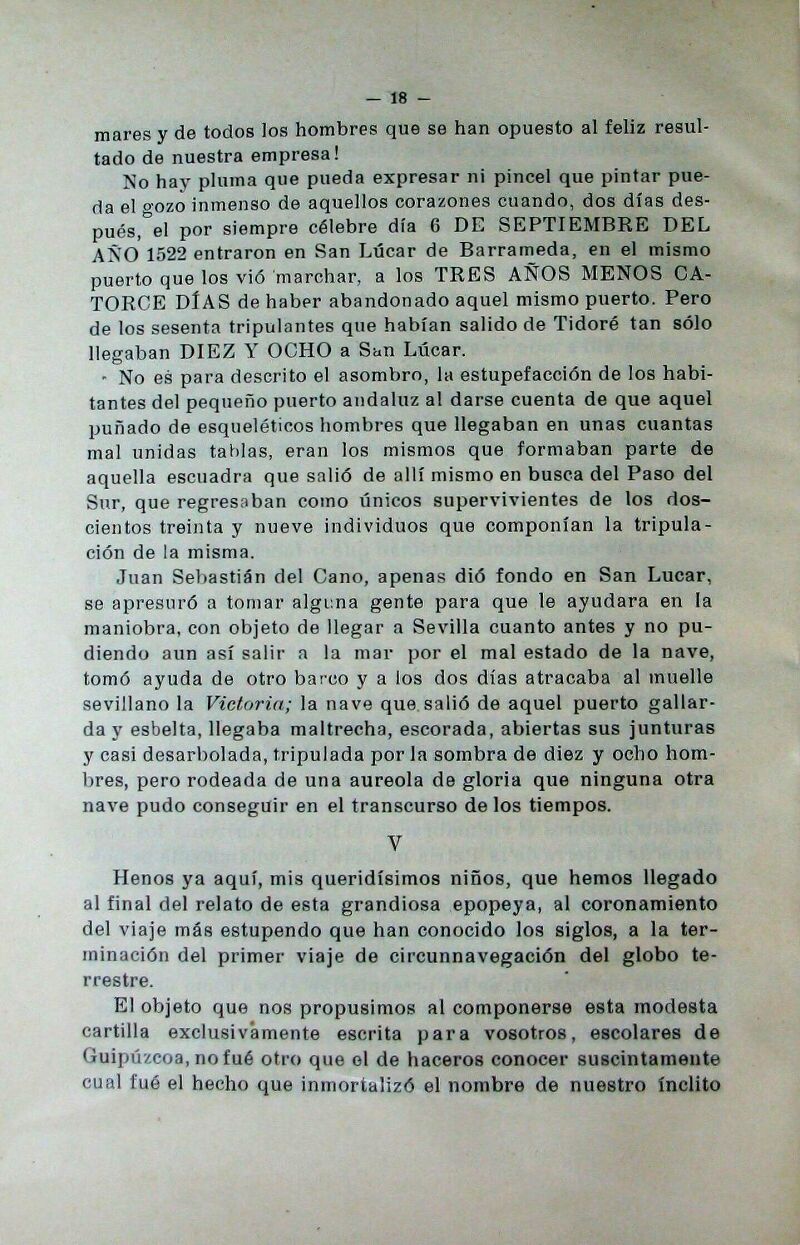 — 18 —
mares y de todos los hombres que se han opuesto al feliz resul-
tado de nuestra empresa!
No hay pluma que pueda expresar ni pincel que pintar pue-
da el gozo inmenso de aquellos corazones cuando, dos días des-
pués, el por siempre célebre día 6 DE SEPTIEMBRE DEL
AÑO 1522 entraron en San Lúcar de Barrameda, en el mismo
puerto que los vió marchar, a los TRES AÑOS MENOS CA-
TORCE DÍAS de haber abandonado aquel mismo puerto. Pero
de los sesenta tripulantes que habían salido de Tidoré tan sólo
llegaban DIEZ Y OCHO a San Lúcar.
- No es para descrito el asombro, la estupefacción de los habi-
tantes del pequeño puerto andaluz al darse cuenta de que aquel
puñado de esqueléticos hombres que llegaban en unas cuantas
mal unidas tablas, eran los mismos que formaban parte de
aquella escuadra que salió de allí mismo en busca del Paso del
Sur, que regresaban como únicos supervivientes de los dos-
cientos treinta y nueve individuos que componían la tripula-
ción de la misma.
Juan Sebastián del Cano, apenas dió fondo en San Lucar,
se apresuró a tomar alguna gente para que le ayudara en la
maniobra, con objeto de llegar a Sevilla cuanto antes y no pu-
diendo aun así salir a la mar por el mal estado de la nave,
tomó ayuda de otro barco y a los dos días atracaba al muelle
sevillano la Victoria; la nave que salió de aquel puerto gallar-
da y esbelta, llegaba maltrecha, escorada, abiertas sus junturas
y casi desarbolada, tripulada por la sombra de diez y ocho hom-
bres, pero rodeada de una aureola de gloria que ninguna otra
nave pudo conseguir en el transcurso de los tiempos.
V
Henos ya aquí, mis queridísimos niños, que hemos llegado
al final del relato de esta grandiosa epopeya, al coronamiento
del viaje más estupendo que han conocido los siglos, a la ter-
minación del primer viaje de circunnavegación del globo te-
rrestre.
El objeto que nos propusimos al componerse esta modesta
cartilla exclusivamente escrita para vosotros, escolares de
Guipúzcoa, no fué otro que el de haceros conocer suscintamente
cual fué el hecho que inmortalizó el nombre de nuestro ínclito